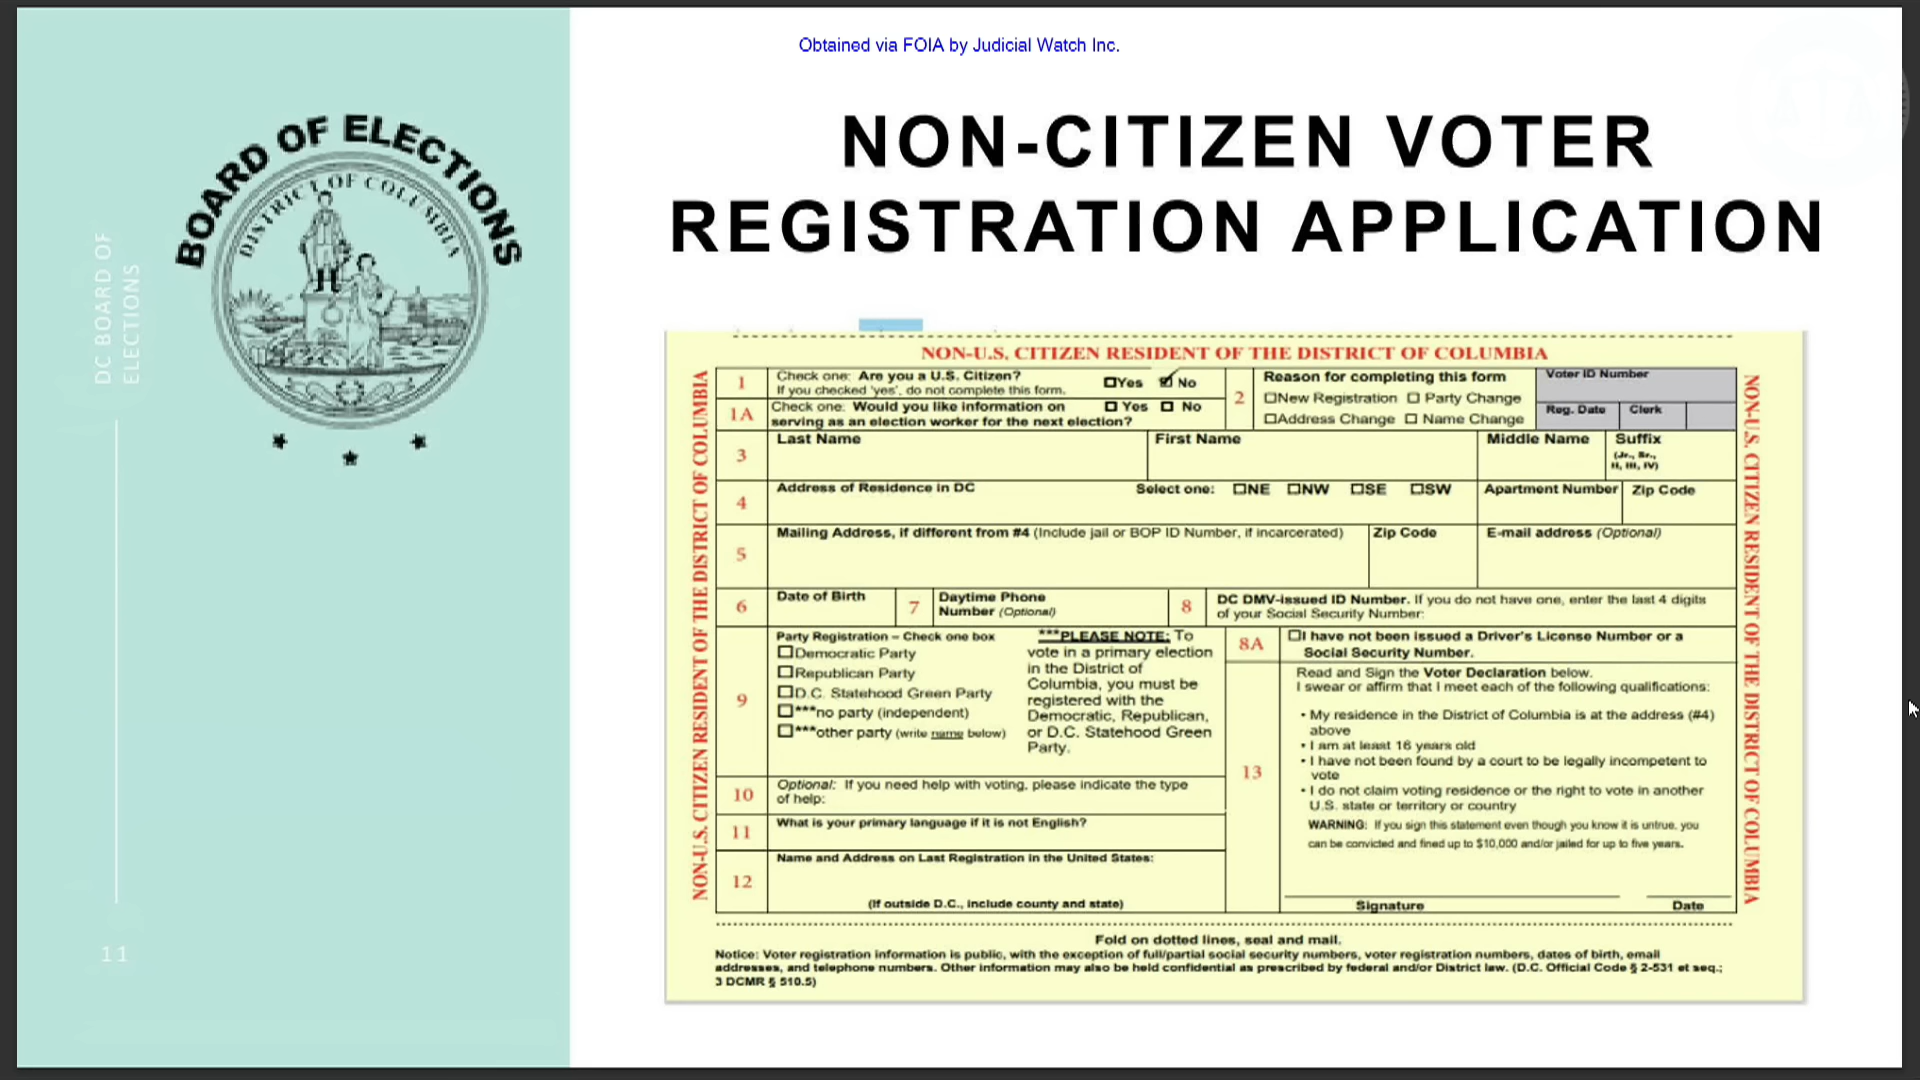 Obtained via FOIA by Judicial Watch Inc.
BOARD OF ELECTIONS
DISTRICT OF COLUMBIA
DC BOARD OF
ELECTIONS
11
NON-CITIZEN VOTER
REGISTRATION APPLICATION
NON-U.S. CITIZEN RESIDENT OF THE DISTRICT OF COLUMBIA
NON-U.S. CITIZEN RESIDENT OF THE DISTRICT OF COLUMBIA
NON-U.S. CITIZEN RESIDENT OF THE DISTRICT OF COLUMBIA
1 Check one: Are you a U.S. Citizen? Yes No
If you checked 'yes', do not complete this form.
1A Check one: Would you like information on Yes No
serving as an election worker for the next election?
2 Reason for completing this form
New Registration Party Change
Address Change Name Change
Voter ID Number
Reg. Date Clerk
3 Last Name First Name Middle Name Suffix
(Jr., Sr.,
II, III, IV)
4 Address of Residence in DC Select one: NE NW SE SW Apartment Number Zip Code
5 Mailing Address, if different from #4 (Include jail or BOP ID Number, if incarcerated) Zip Code E-mail address (Optional)
6 Date of Birth
7 Daytime Phone
Number (Optional)
8 DC DMV-issued ID Number. If you do not have one, enter the last 4 digits
of your Social Security Number:
9 Party Registration – Check one box
Democratic Party
Republican Party
D.C. Statehood Green Party
***no party (independent)
***other party (write name below)
***PLEASE NOTE: To
vote in a primary election
in the District of
Columbia, you must be
registered with the
Democratic, Republican,
or D.C. Statehood Green
Party.
8A I have not been issued a Driver's License Number or a
Social Security Number.
10 Optional: If you need help with voting, please indicate the type
of help:
11 What is your primary language if it is not English?
12 Name and Address on Last Registration in the United States:
(If outside D.C., include county and state)
13 Read and Sign the Voter Declaration below.
I swear or affirm that I meet each of the following qualifications:
• My residence in the District of Columbia is at the address (#4)
above
• I am at least 16 years old
• I have not been found by a court to be legally incompetent to
vote
• I do not claim voting residence or the right to vote in another
U.S. state or territory or country
WARNING: If you sign this statement even though you know it is untrue, you
can be convicted and fined up to $10,000 and/or jailed for up to five years.
Signature Date
Fold on dotted lines, seal and mail.
Notice: Voter registration information is public, with the exception of full/partial social security numbers, voter registration numbers, dates of birth, email
addresses, and telephone numbers. Other information may also be held confidential as prescribed by federal and/or District law. (D.C. Official Code § 2-531 et seq.;
3 DCMR § 510.5)